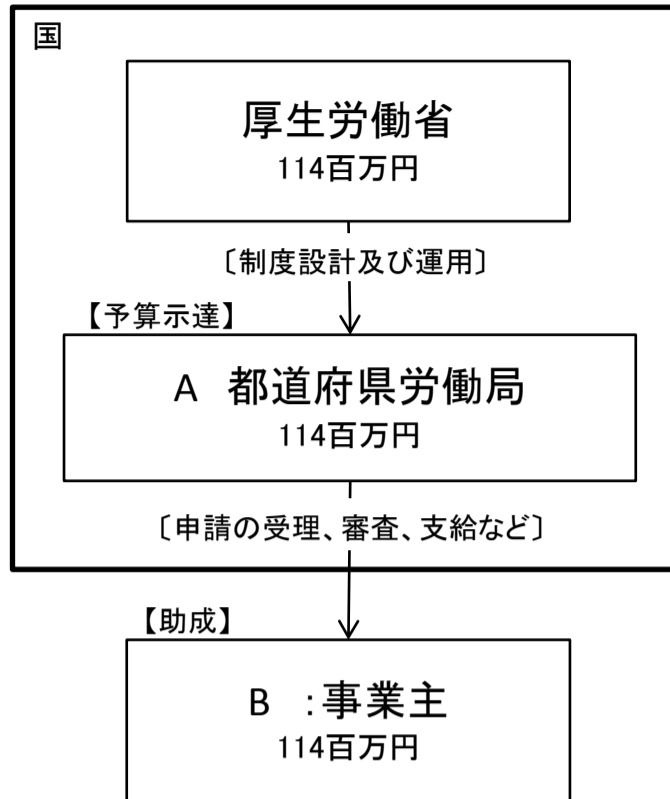 国
厚生労働省
114百万円
〔制度設計及び運用〕
【予算示達】
A 都道府県労働局
114百万円
〔申請の受理、審査、支給など〕
【助成】
B :事業主
114百万円